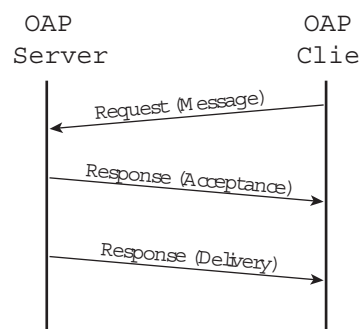 OAP OAP
Server Clie
Request (Message)
Response (Acceptance)
Response (Delivery)